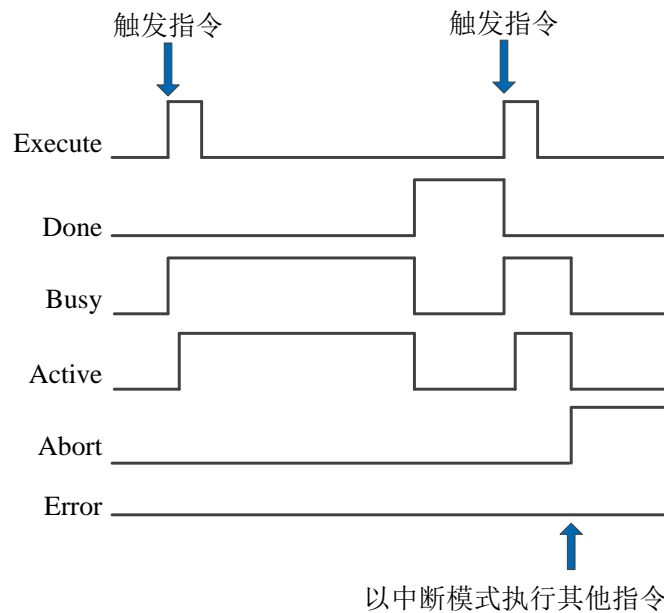 触发指令 触发指令
Execute
Done
Busy
Active
Abort
Error
以中断模式执行其他指令